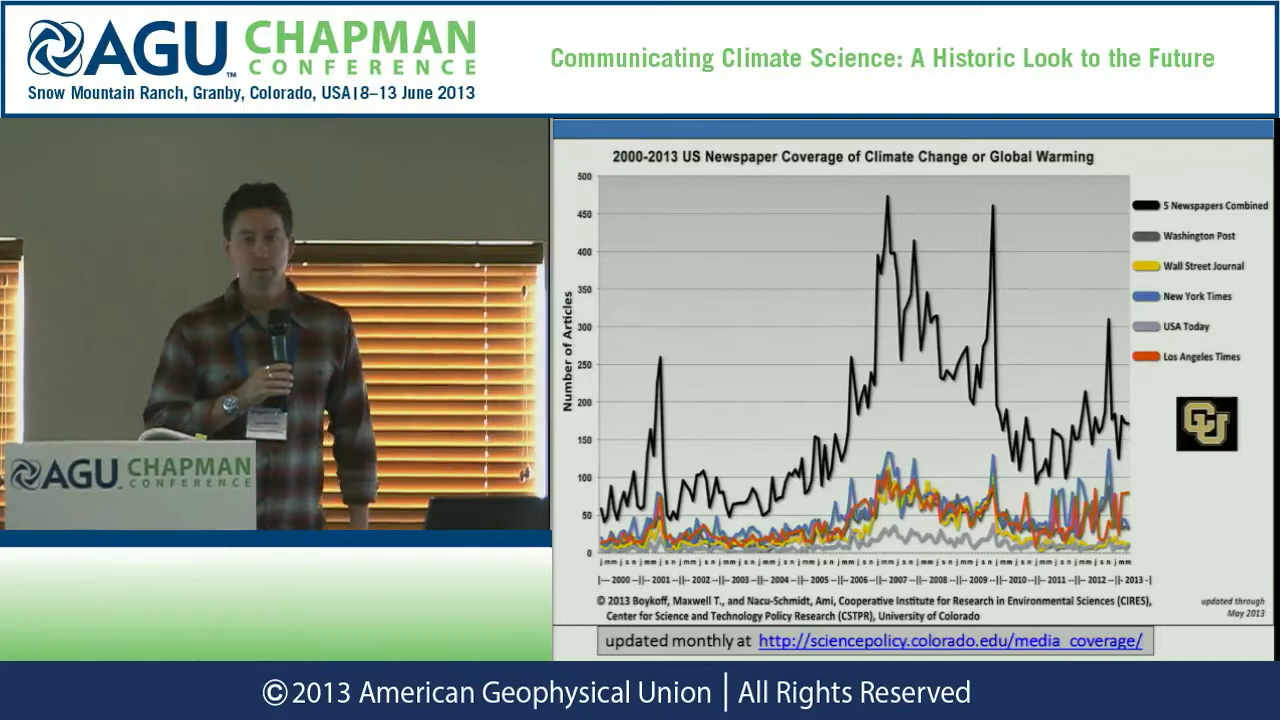 AGU CHAPMAN
CONFERENCE
TM
Snow Mountain Ranch, Granby, Colorado, USA|8–13 June 2013
Communicating Climate Science: A Historic Look to the Future
2000-2013 US Newspaper Coverage of Climate Change or Global Warming
500
450
400
350
300
250
200
150
100
50
0
Number of Articles
5 Newspapers Combined
Washington Post
Wall Street Journal
New York Times
USA Today
Los Angeles Times
CU
|--- 2000 --||-- 2001 --||-- 2002 --||-- 2003 --||-- 2004 --||-- 2005 --||-- 2006 --||-- 2007 --||-- 2008 --||-- 2009 --||-- 2010 --||-- 2011 --||-- 2012 --||- 2013 -|
© 2013 Boykoff, Maxwell T., and Nacu-Schmidt, Ami, Cooperative Institute for Research in Environmental Sciences (CIRES),
Center for Science and Technology Policy Research (CSTPR), University of Colorado
updated through
May 2013
updated monthly at http://sciencepolicy.colorado.edu/media_coverage/
AGU CHAPMAN
CONFERENCE
©2013 American Geophysical Union | All Rights Reserved